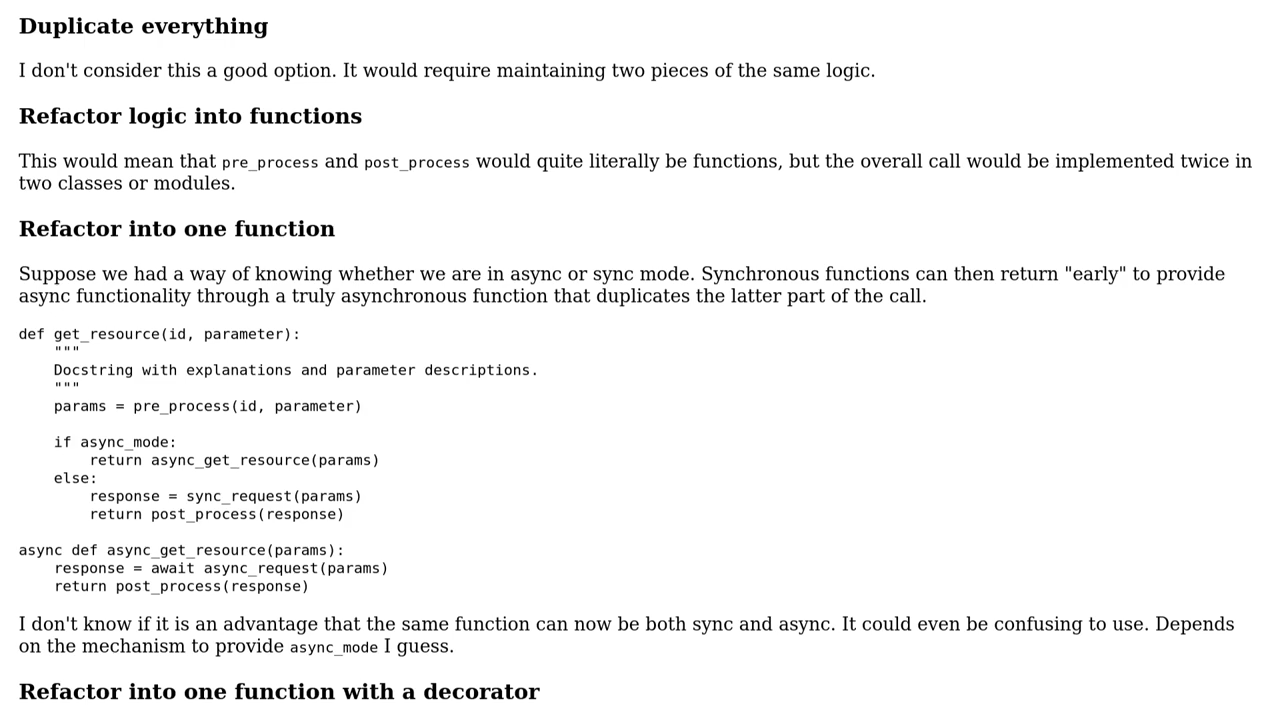 Duplicate everything
I don't consider this a good option. It would require maintaining two pieces of the same logic.
Refactor logic into functions
This would mean that pre_process and post_process would quite literally be functions, but the overall call would be implemented twice in
two classes or modules.
Refactor into one function
Suppose we had a way of knowing whether we are in async or sync mode. Synchronous functions can then return "early" to provide
async functionality through a truly asynchronous function that duplicates the latter part of the call.
def get_resource(id, parameter):
    """
    Docstring with explanations and parameter descriptions.
    """
    params = pre_process(id, parameter)
    if async_mode:
        return async_get_resource(params)
    else:
        response = sync_request(params)
        return post_process(response)
async def async_get_resource(params):
    response = await async_request(params)
    return post_process(response)
I don't know if it is an advantage that the same function can now be both sync and async. It could even be confusing to use. Depends
on the mechanism to provide async_mode I guess.
Refactor into one function with a decorator